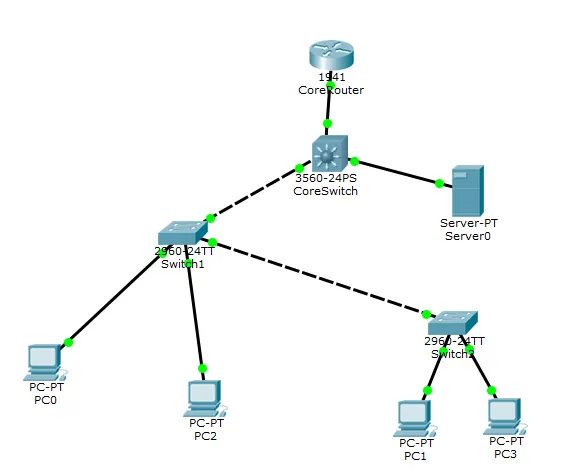 1941
CoreRouter
3560-24PS
CoreSwitch
Server-PT
Server0
2960-24TT
Switch1
2960-24TT
Switch2
PC-PT
PC0
PC-PT
PC2
PC-PT
PC1
PC-PT
PC3